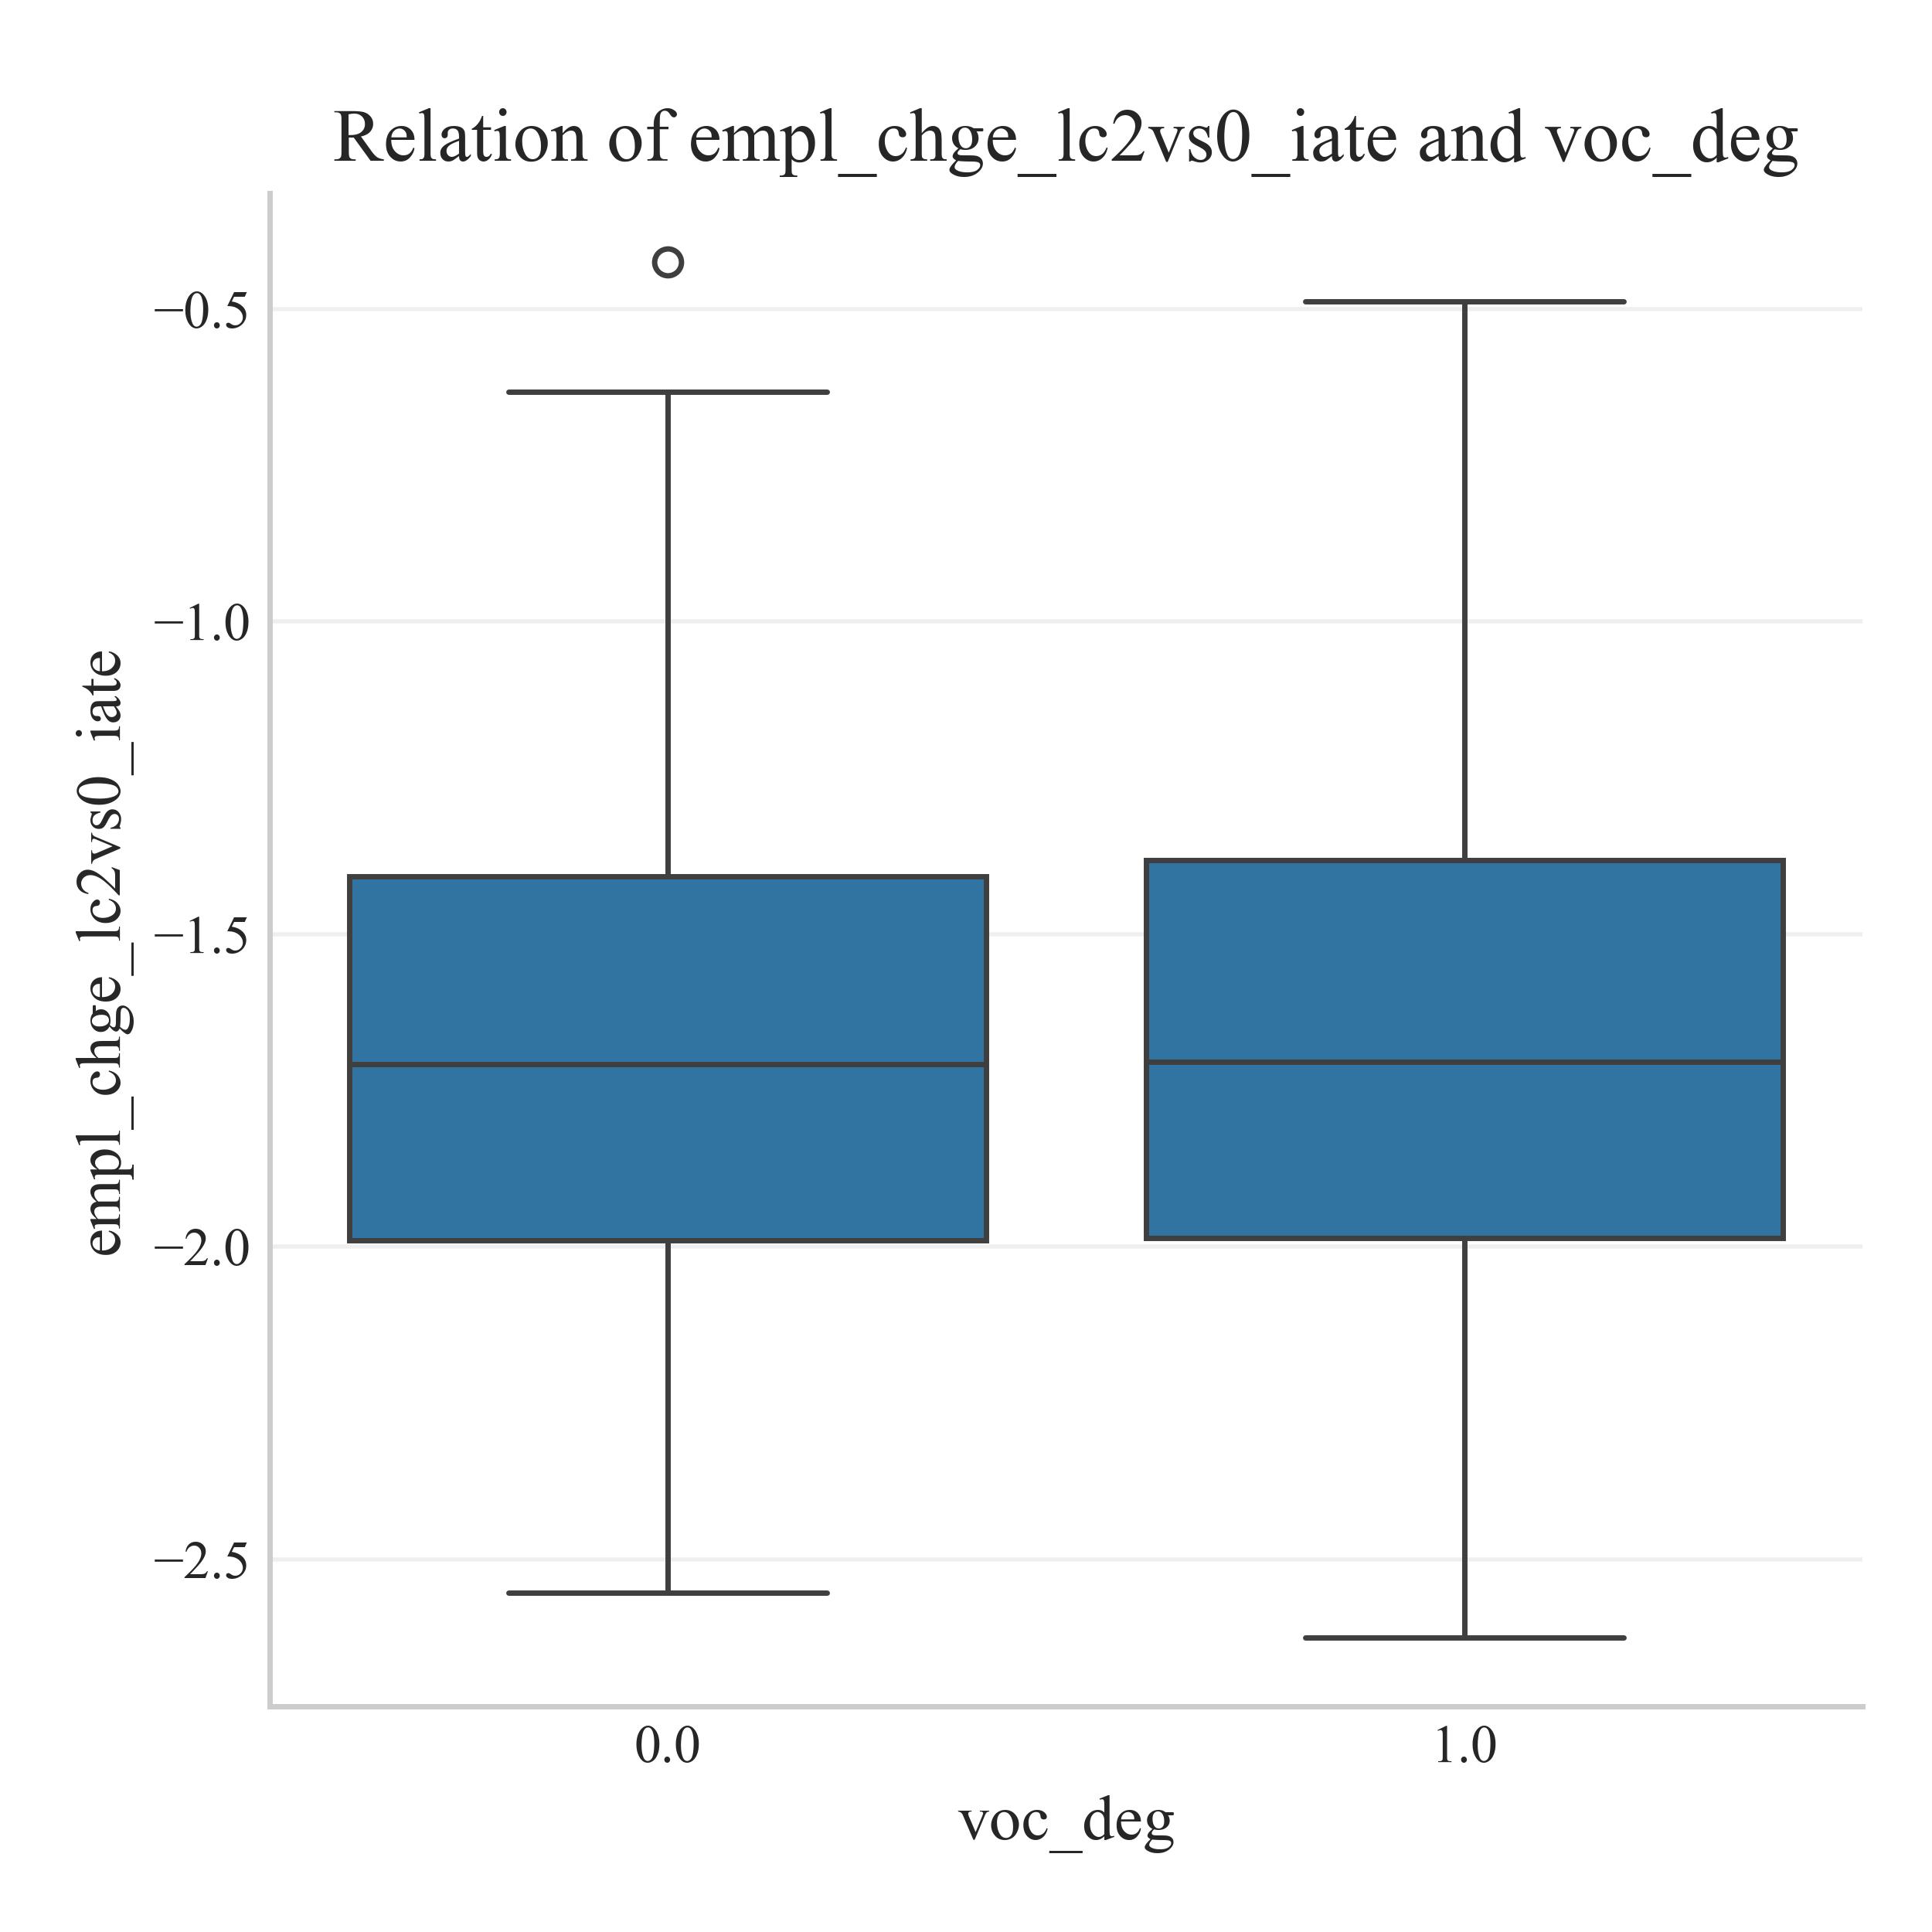 Relation of empl_chge_lc2vs0_iate and voc_deg
empl_chge_lc2vs0_iate
−0.5
−1.0
−1.5
−2.0
−2.5
0.0
1.0
voc_deg